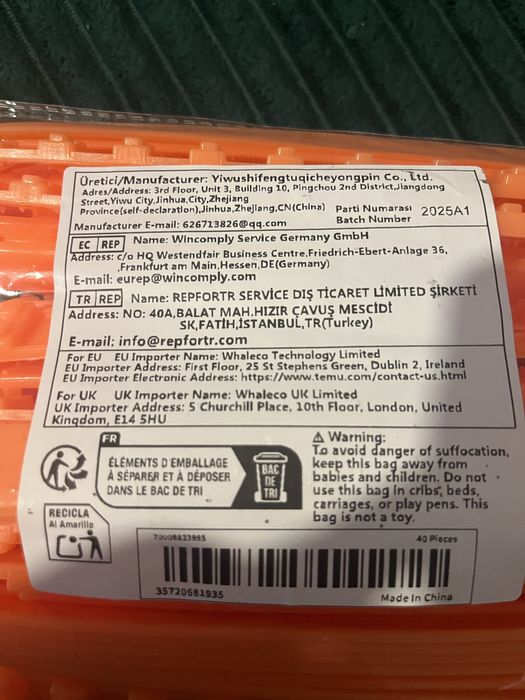 Üretici/Manufacturer: Yiwushifengtuqicheyongpin Co., Ltd.
Adres/Address: 3rd Floor, Unit 3, Building 10, Pingchou 2nd District,Jiangdong
Street,Yiwu City,Jinhua,City,Zhejiang
Province(self-declaration),Jinhua,Zhejiang,CN(China)
Parti Numarası
Batch Number 2025A1
Manufacturer E-mail: 626713826@qq.com
EC REP Name: Wincomply Service Germany GmbH
Address: c/o HQ Westendfair Business Centre,Friedrich-Ebert-Anlage 36,
,Frankfurt am Main,Hessen,DE(Germany)
E-mail: eurep@wincomply.com
TR REP Name: REPFORTR SERVİCE DIŞ TİCARET LİMİTED ŞİRKETİ
Address: NO: 40A,BALAT MAH.HIZIR ÇAVUŞ MESCİDİ
SK,FATİH,İSTANBUL,TR(Turkey)
E-mail: info@repfortr.com
For EU EU Importer Name: Whaleco Technology Limited
EU Importer Address: First Floor, 25 St Stephens Green, Dublin 2, Ireland
EU Importer Electronic Address: https://www.temu.com/contact-us.html
For UK UK Importer Name: Whaleco UK Limited
UK Importer Address: 5 Churchill Place, 10th Floor, London, United
Kingdom, E14 5HU
FR
ÉLÉMENTS D'EMBALLAGE
À SÉPARER ET À DÉPOSER
DANS LE BAC DE TRI
BAC
DE
TRI
⚠ Warning:
To avoid danger of suffocation,
keep this bag away from
babies and children. Do not
use this bag in cribs, beds,
carriages, or play pens. This
bag is not a toy.
RECICLA
Al Amarillo
40 Pieces
35720681935
Made In China